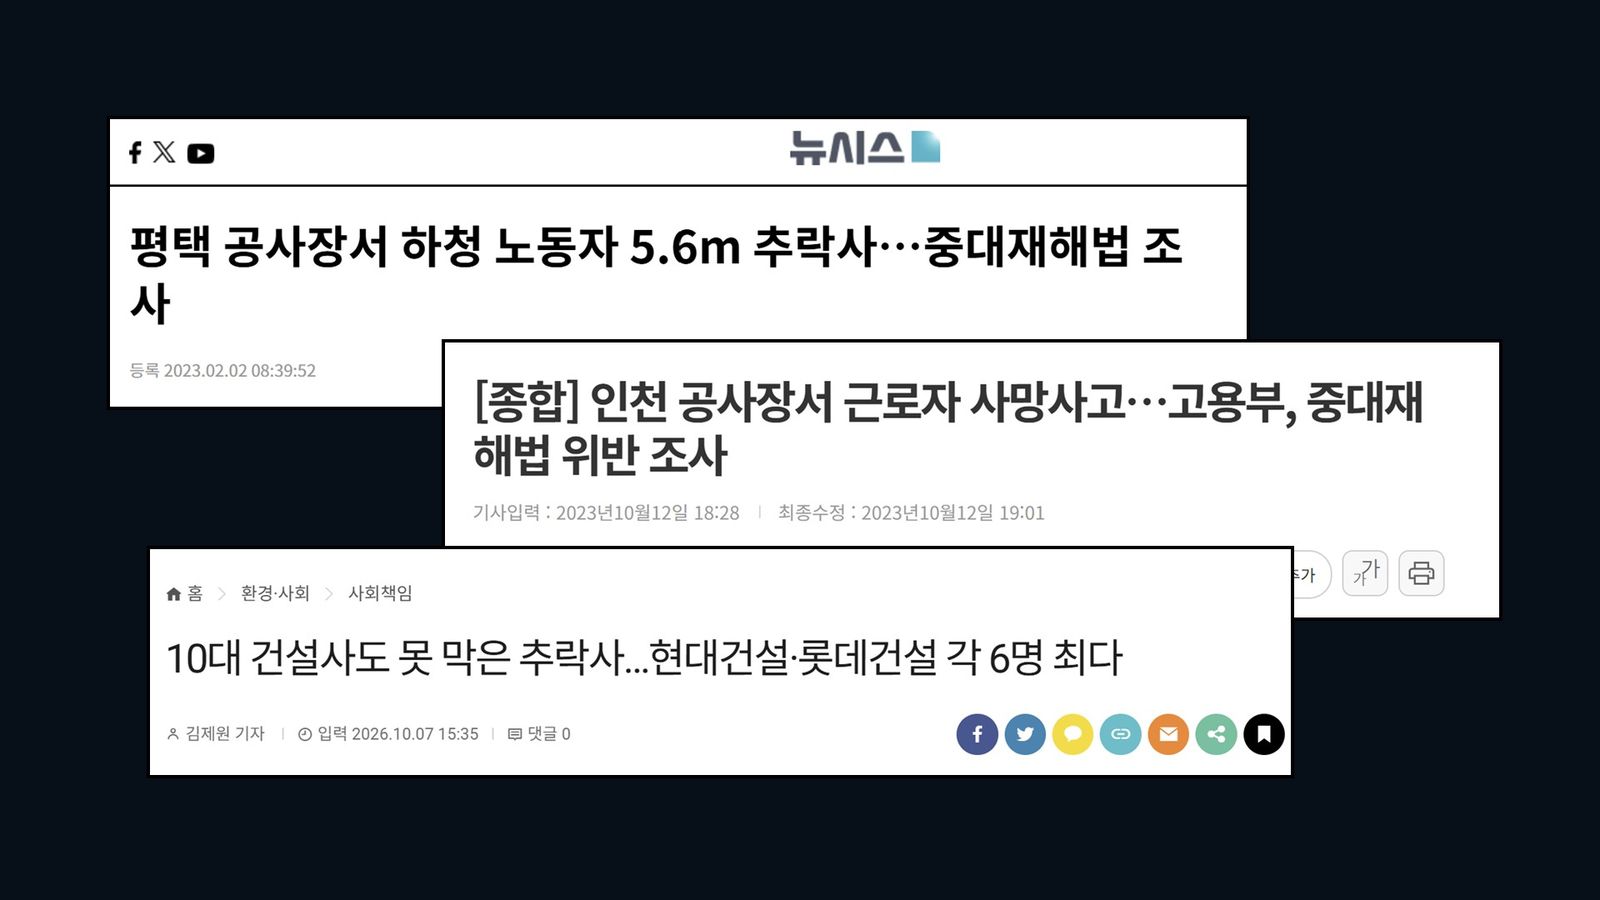 뉴시스
평택 공사장서 하청 노동자 5.6m 추락사…중대재해법 조
사
등록 2023.02.02 08:39:52
[종합] 인천 공사장서 근로자 사망사고…고용부, 중대재
해법 위반 조사
기사입력 : 2023년10월12일 18:28 | 최종수정 : 2023년10월12일 19:01
가가
홈 > 환경·사회 > 사회책임
10대 건설사도 못 막은 추락사...현대건설·롯데건설 각 6명 최다
김제원 기자 | 입력 2026.10.07 15:35 | 댓글 0